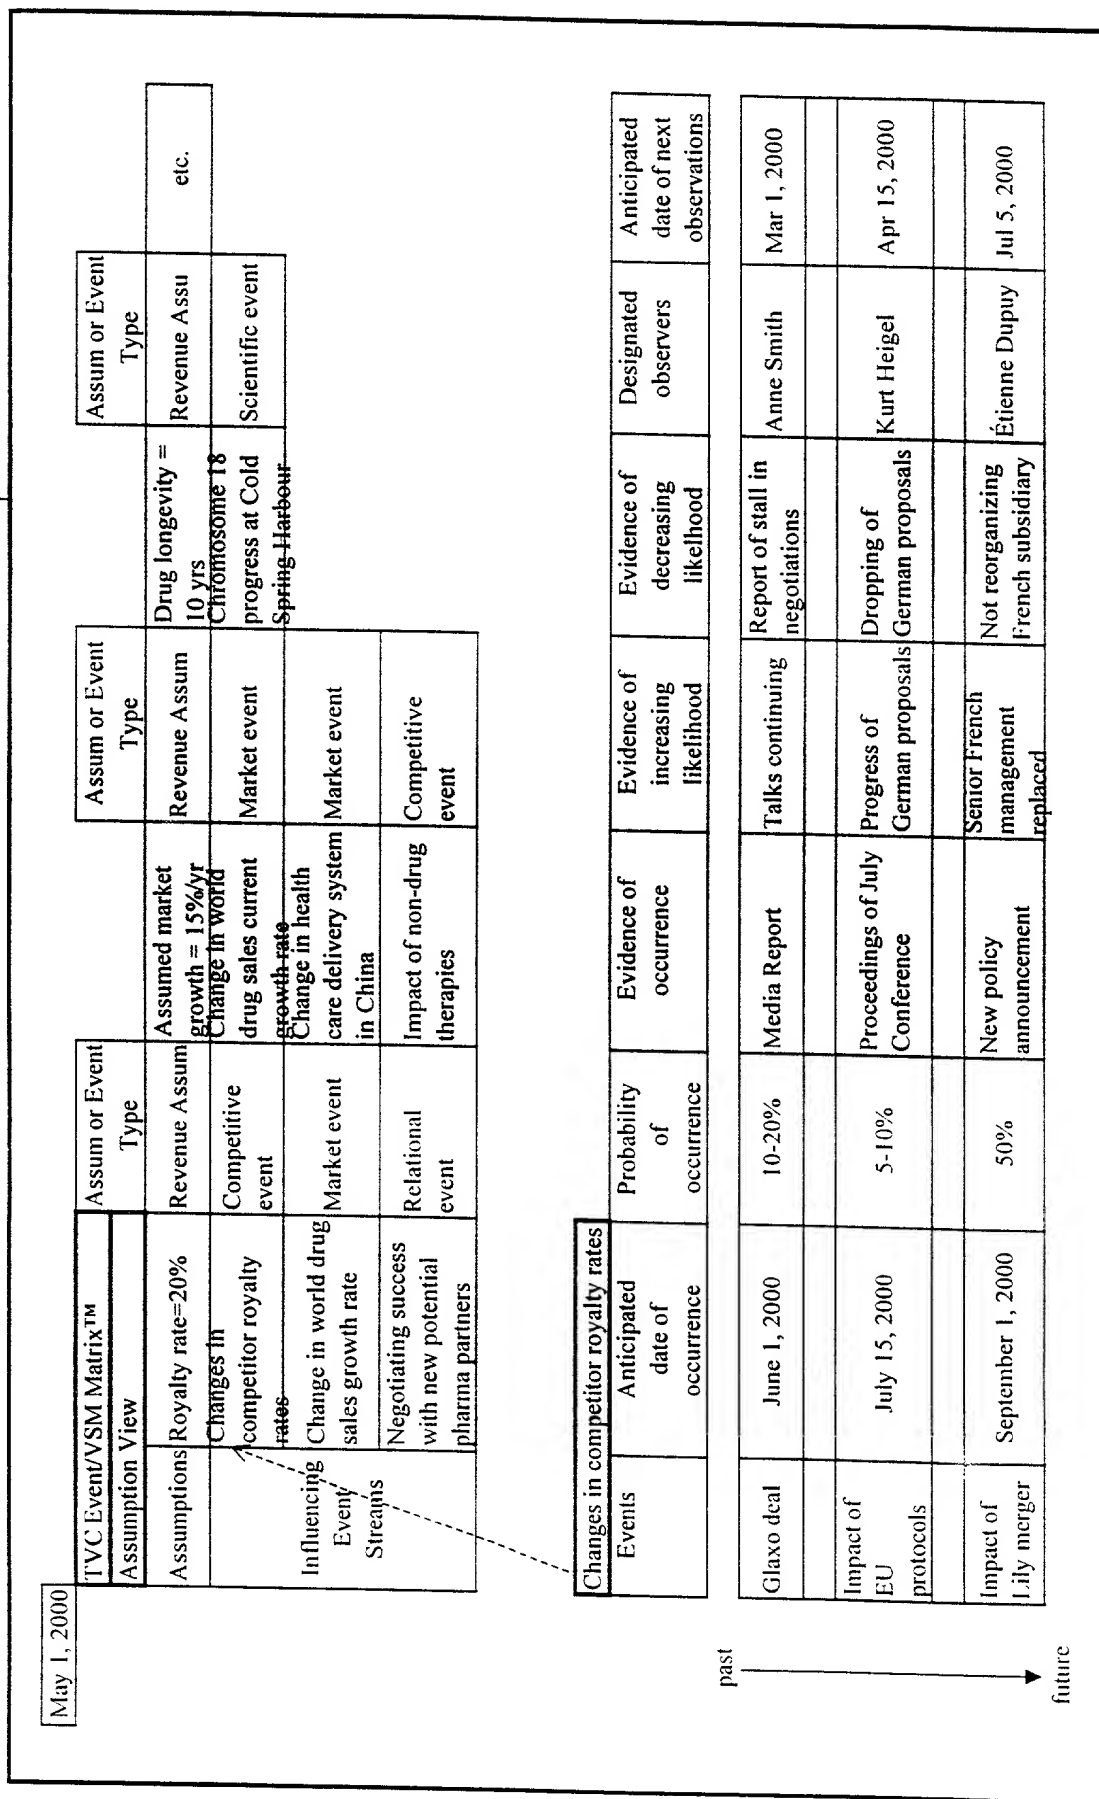 May 1, 2000
TVC Event/VSM Matrix™
Assum or Event
Type
Assum or Event
Type
Assum or Event
Type
Assumption View
Assumptions
Royalty rate=20%
Revenue Assum
Assumed market
growth = 15%/yr
Revenue Assum
Drug longevity =
10 yrs
Revenue Assu
etc.
Influencing
Event
Streams
Changes in
competitor royalty
rates
Competitive
event
Change in world
drug sales current
growth rate
Market event
Chromosome 18
progress at Cold
Spring Harbour
Scientific event
Change in world drug
sales growth rate
Market event
Change in health
care delivery system
in China
Market event
Negotiating success
with new potential
pharma partners
Relational
event
Impact of non-drug
therapies
Competitive
event
Changes in competitor royalty rates
Events
Anticipated
date of
occurrence
Probability
of
occurrence
Evidence of
occurrence
Evidence of
increasing
likelihood
Evidence of
decreasing
likelhood
Designated
observers
Anticipated
date of next
observations
past
Glaxo deal
June 1, 2000
10-20%
Media Report
Talks continuing
Report of stall in
negotiations
Anne Smith
Mar 1, 2000
Impact of
EU
protocols
July 15, 2000
5-10%
Proceedings of July
Conference
Progress of
German proposals
Dropping of
German proposals
Kurt Heigel
Apr 15, 2000
Impact of
Lily merger
September 1, 2000
50%
New policy
announcement
Senior French
management
replaced
Not reorganizing
French subsidiary
Étienne Dupuy
Jul 5, 2000
future